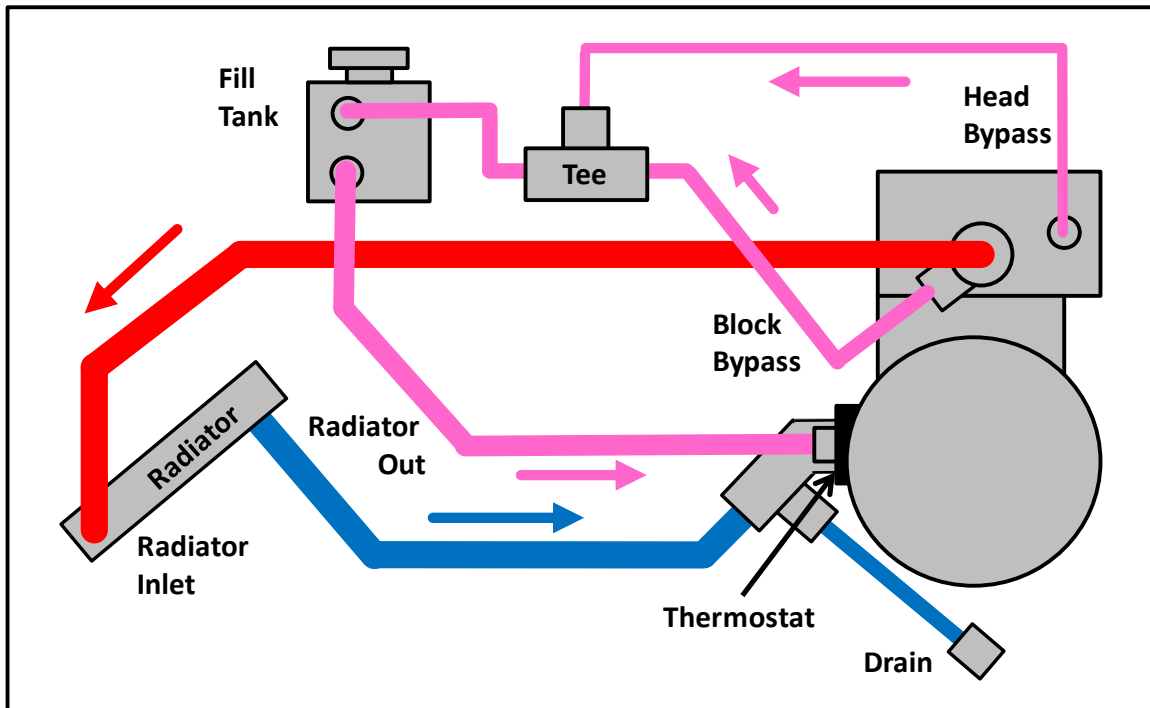 Fill
Tank
Head
Bypass
Tee
Block
Bypass
Radiator
Radiator
Out
Radiator
Inlet
Thermostat
Drain